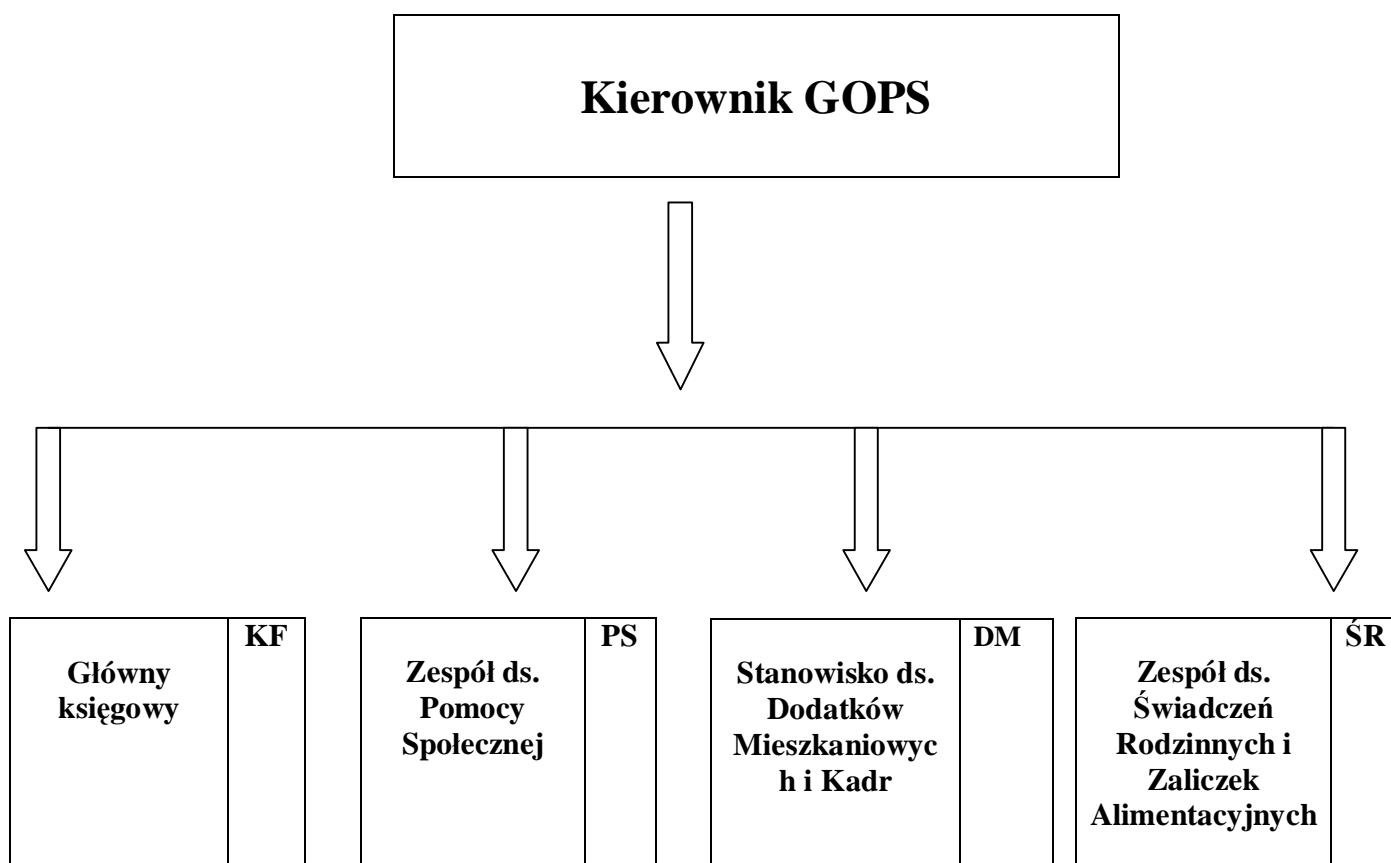 Kierownik GOPS
Główny
księgowy
KF
Zespół ds.
Pomocy
Społecznej
PS
Stanowisko ds.
Dodatków
Mieszkaniowyc
h i Kadr
DM
Zespół ds.
Świadczeń
Rodzinnych i
Zaliczek
Alimentacyjnych
ŚR